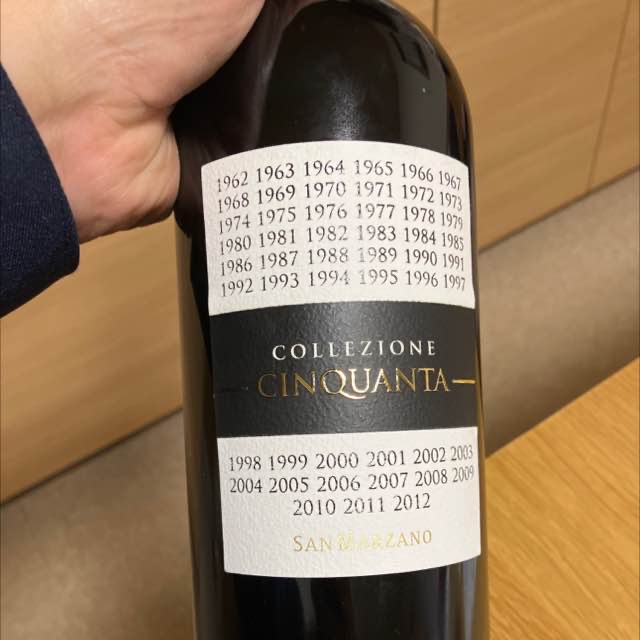 1962 1963 1964 1965 1966 1967
1968 1969 1970 1971 1972 1973
1974 1975 1976 1977 1978 1979
1980 1981 1982 1983 1984 1985
1986 1987 1988 1989 1990 1991
1992 1993 1994 1995 1996 1997
COLLEZIONE
CINQUANTA
1998 1999 2000 2001 2002 2003
2004 2005 2006 2007 2008 2009
2010 2011 2012
SAN MARZANO